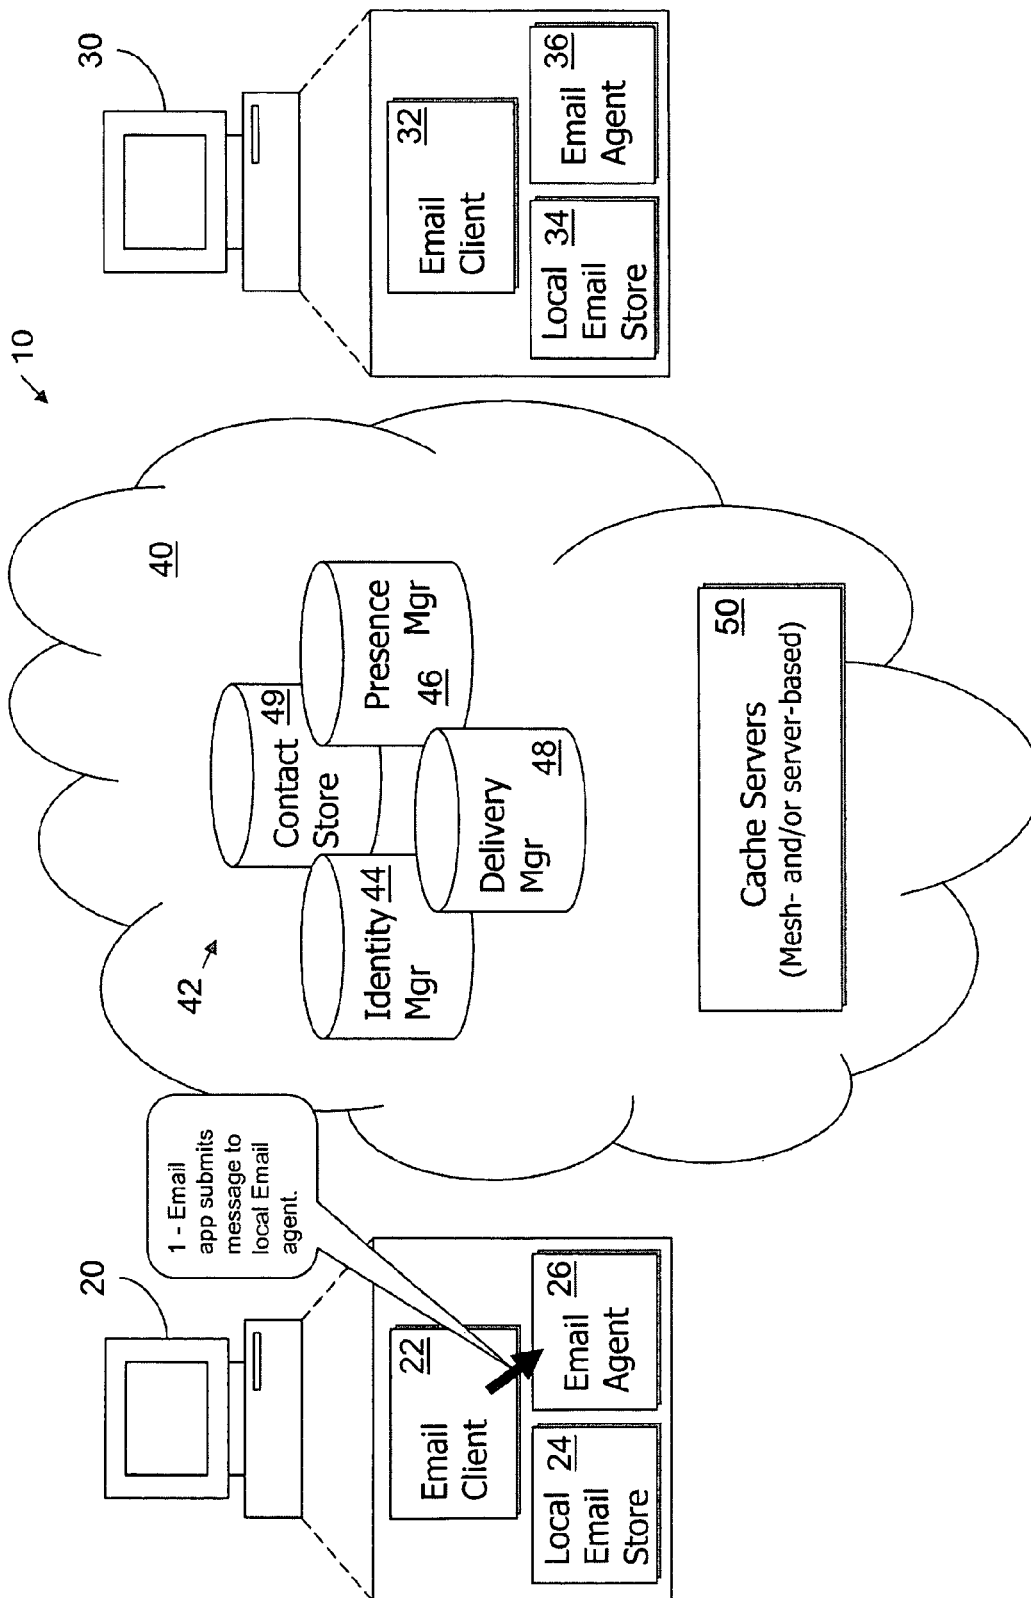 10
20
1 - Email
app submits
message to
local Email
agent.
Email
Client
22
Local
Email
Store
24
Email
Agent
26
40
42
Contact
Store
49
Identity
Mgr
44
Presence
Mgr
46
Delivery
Mgr
48
Cache Servers
(Mesh- and/or server-based)
50
30
Email
Client
32
Local
Email
Store
34
Email
Agent
36